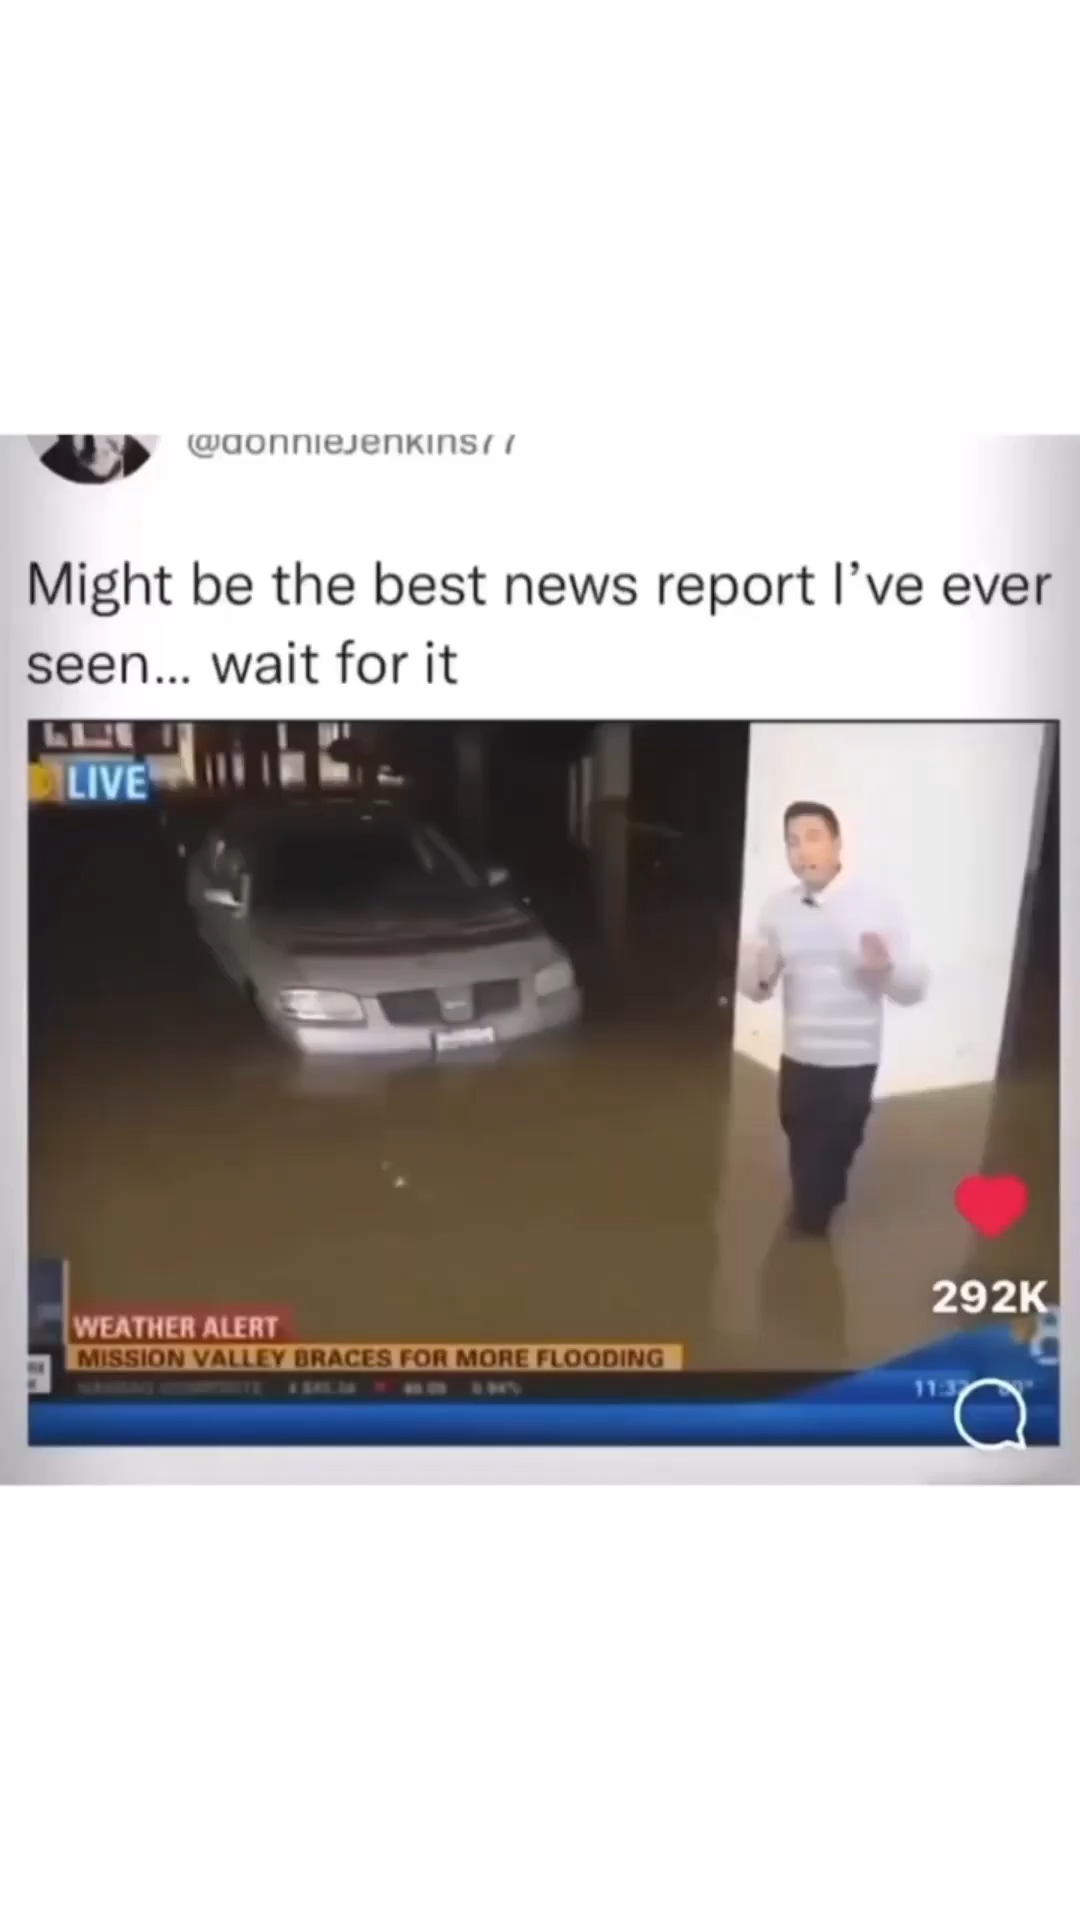 @donnieJenkins77
Might be the best news report I've ever
seen... wait for it
LIVE
292K
WEATHER ALERT
MISSION VALLEY BRACES FOR MORE FLOODING